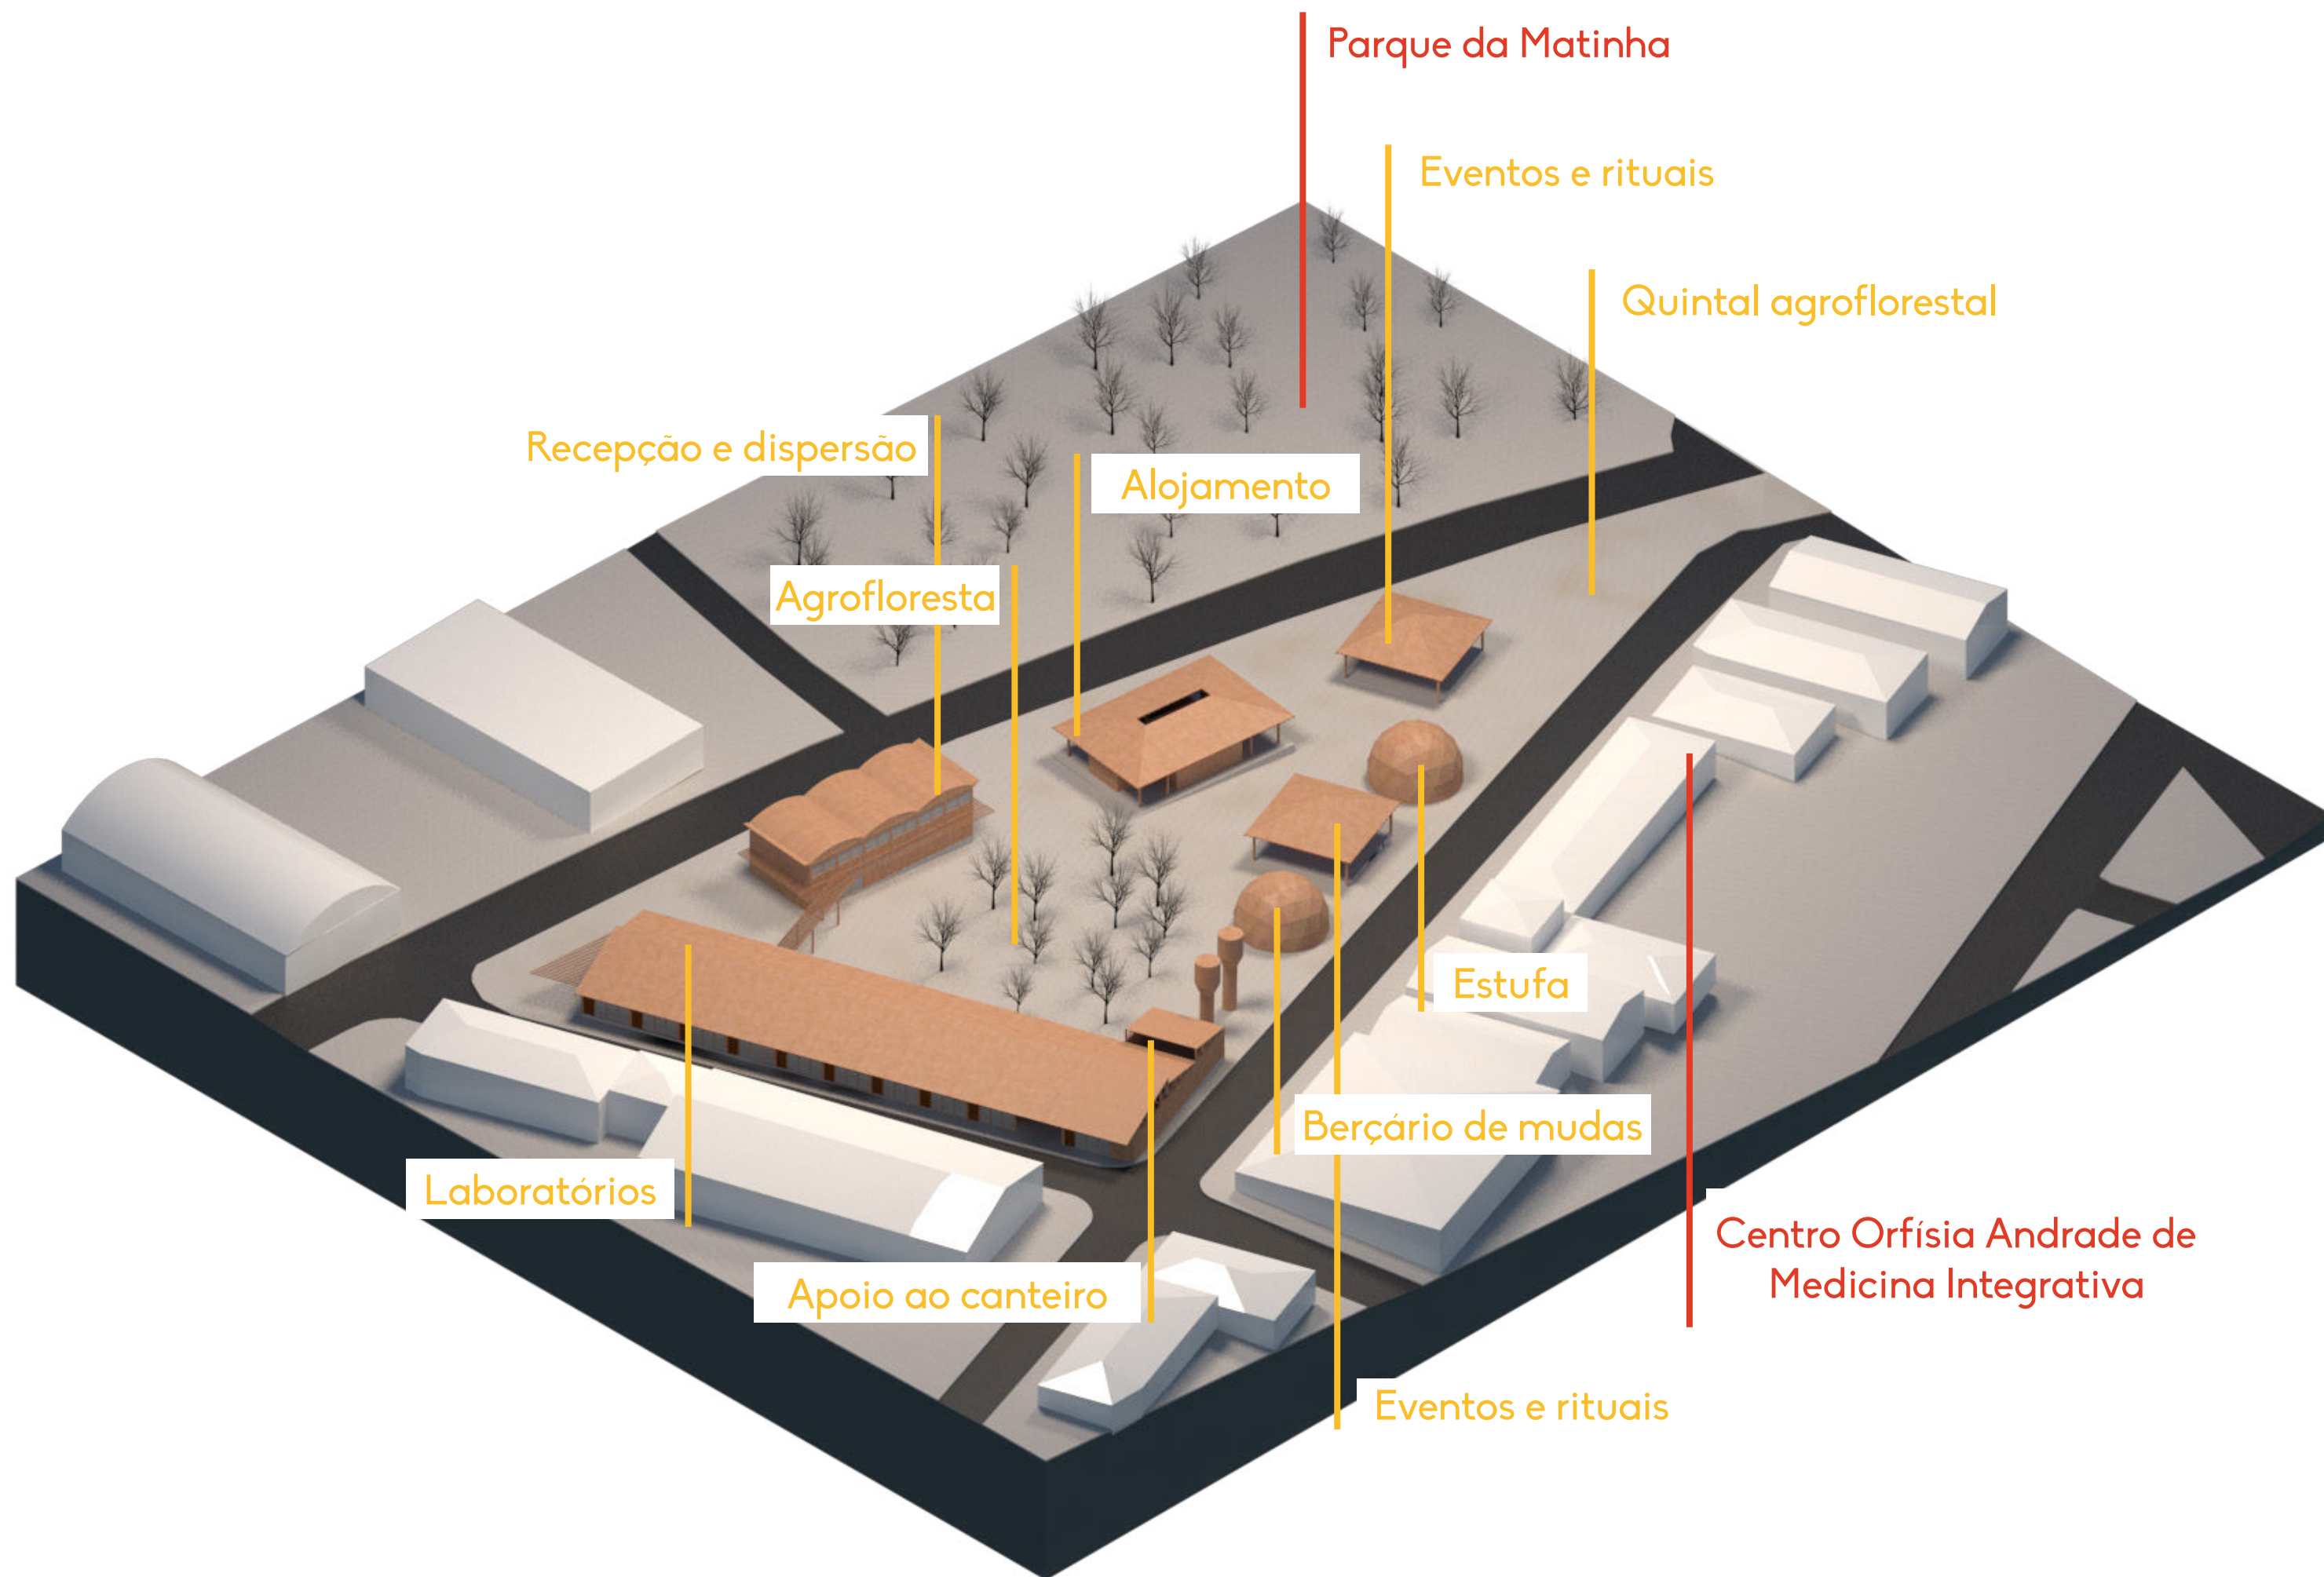 Parque da Matinha
Eventos e rituais
Quintal agroflorestal
Recepção e dispersão
Alojamento
Agrofloresta
Estufa
Berçário de mudas
Laboratórios
Centro Orfísia Andrade de
Medicina Integrativa
Apoio ao canteiro
Eventos e rituais